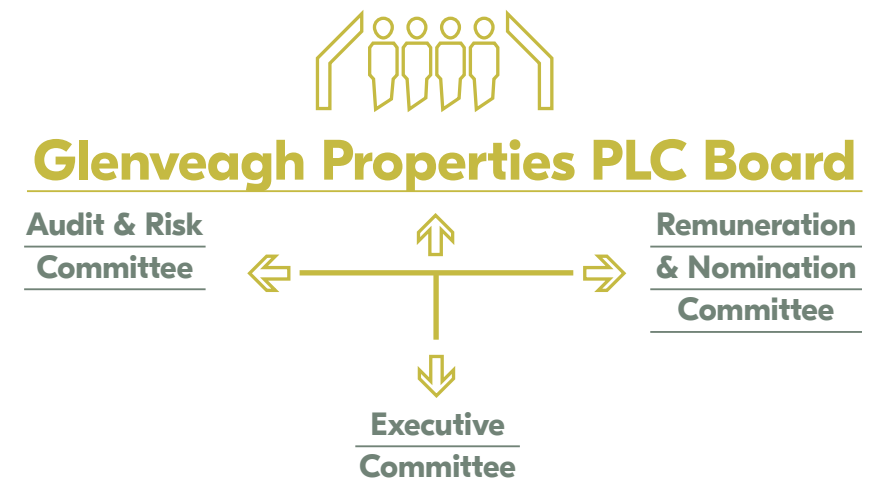 Glenveagh Properties PLC Board
Audit & Risk
Committee
Remuneration
& Nomination
Committee
Executive
Committee